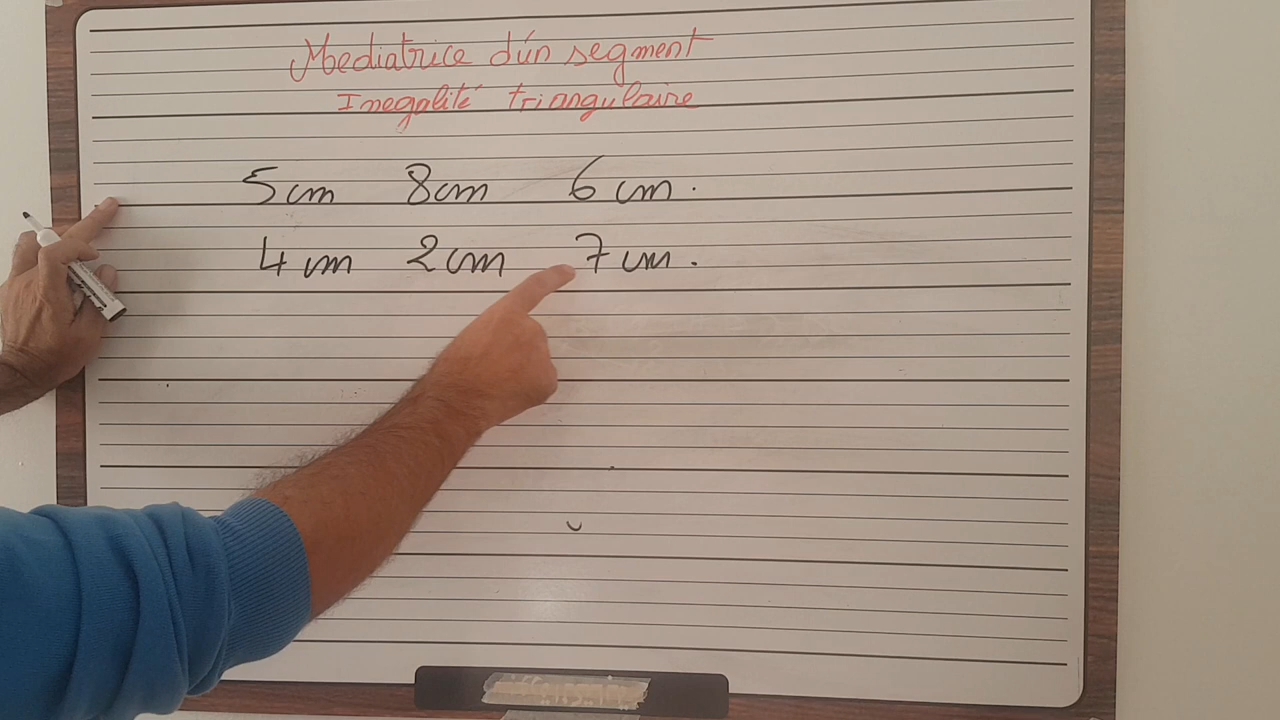 Mediatrice d'un segment
Inegalité triangulaire
5cm 8cm 6cm.
4cm 2cm 7cm.